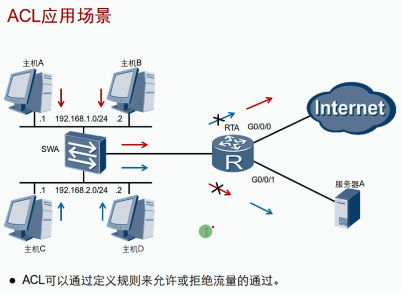 ACL应用场景
主机A
主机B
.1 192.168.1.0/24 .2
SWA
RTA
G0/0/0
Internet
R
G0/0/1
.1 192.168.2.0/24 .2
服务器A
主机C
主机D
● ACL可以通过定义规则来允许或拒绝流量的通过。